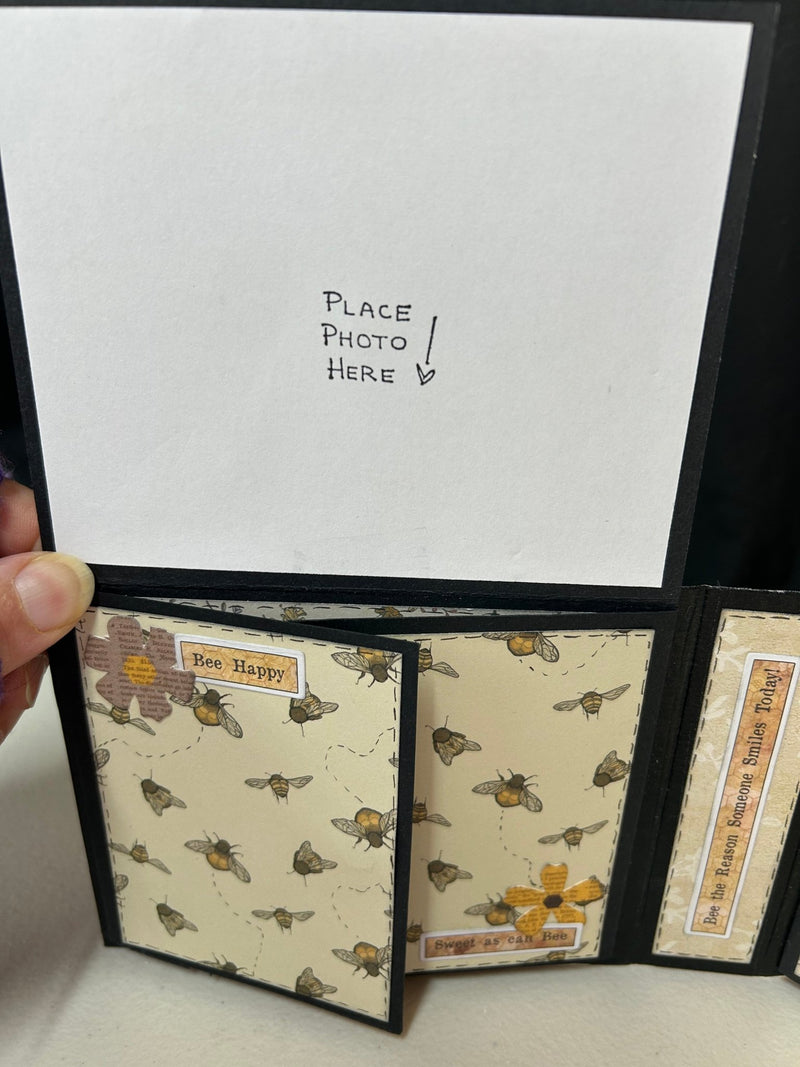 PLACE
PHOTO
HERE
Bee Happy
Sweet as can Bee
Bee the Reason Someone Smiles Today!